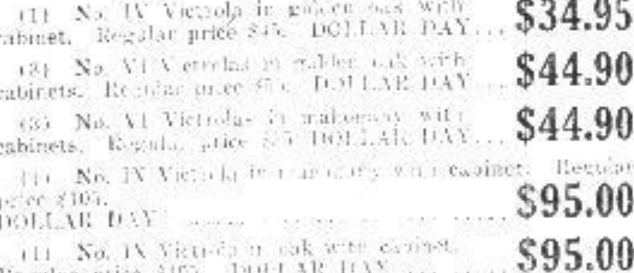 (1) No. IV Victrola in golden oak with
cabinet. Regular price $45. DOLLAR DAY... $34.95
(3) No. VI Victrolas in golden oak with
cabinets. Regular price DOLLAR DAY... $44.90
(3) No. VI Victrolas in mahogany with
cabinets. Regular price DOLLAR DAY... $44.90
(1) No. IX Victrola in mahogany with cabinet. Regular
price $105.
DOLLAR DAY $95.00
(1) No. IX Victrola in oak with cabinet.
Regular price $105. DOLLAR DAY $95.00